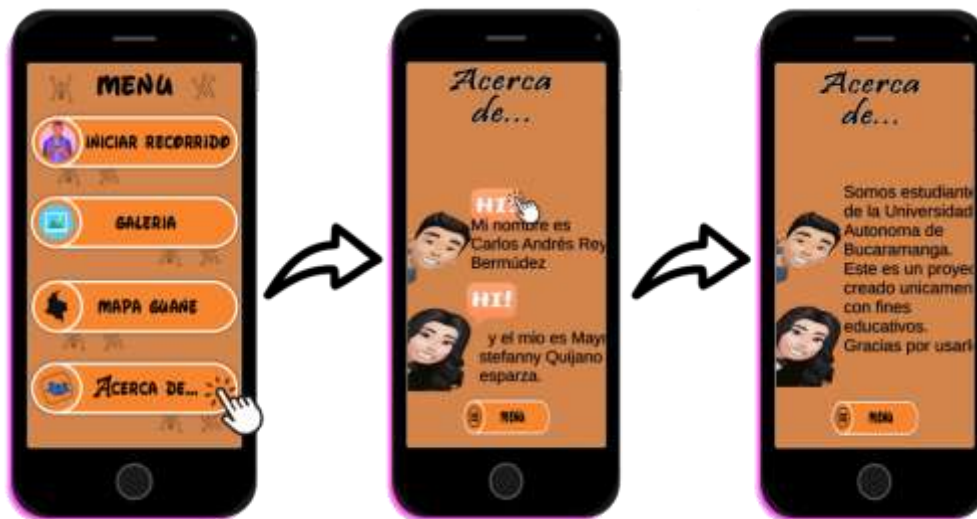 MENU
INICIAR RECORRIDO
GALERIA
MAPA GUANE
ACERCA DE...
Acerca
de...
HI!
Mi nombre es
Carlos Andrés Rey
Bermúdez
HI!
y el mio es May
stefanny Quijano
esparza.
MENU
Acerca
de...
Somos estudiant
de la Universidad
Autonoma de
Bucaramanga.
Este es un proye
creado unicamen
con fines
educativos.
Gracias por usarl
MENU